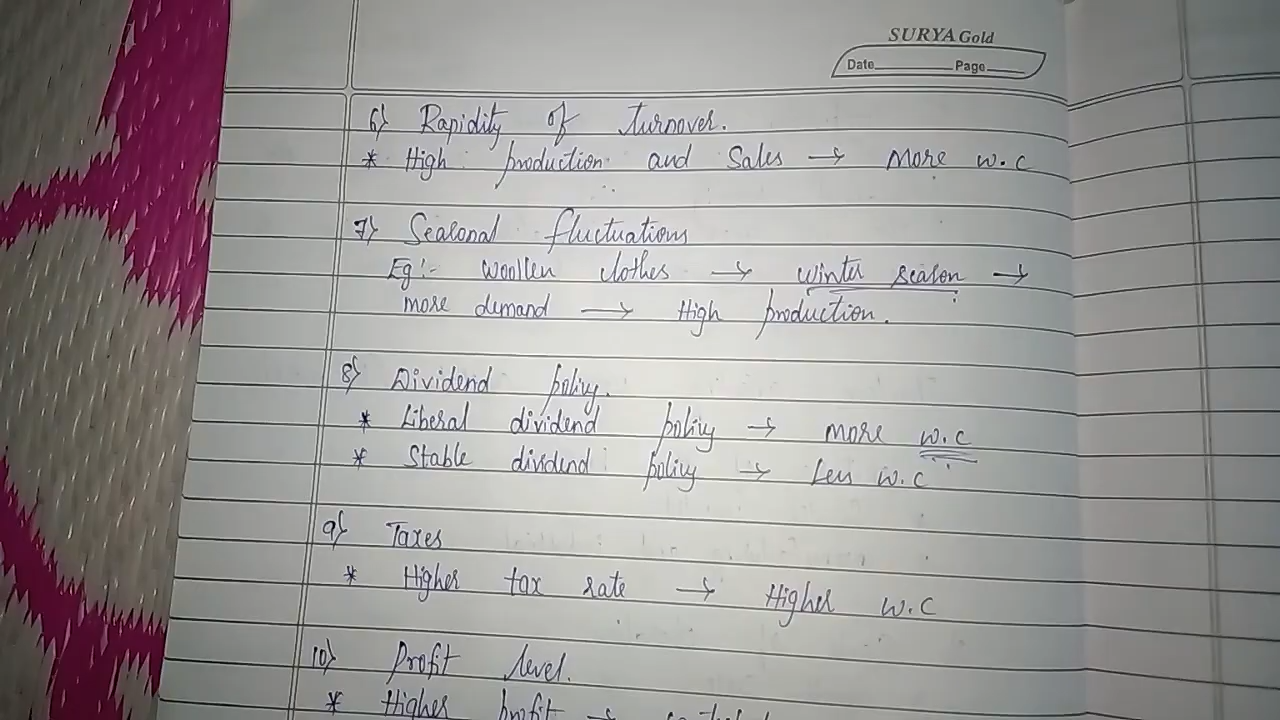 SURYA Gold
Date Page
6) Rapidity of turnover.
* High production and Sales → More w.c
7) Seasonal fluctuations
Eg:- Woollen clothes → winter season →
more demand → High production.
8) Dividend policy.
* Liberal dividend policy → more w.c
* Stable dividend policy → Less w.c
9) Taxes
* Higher tax rate → Higher w.c
10) Profit level.
* Higher profit →